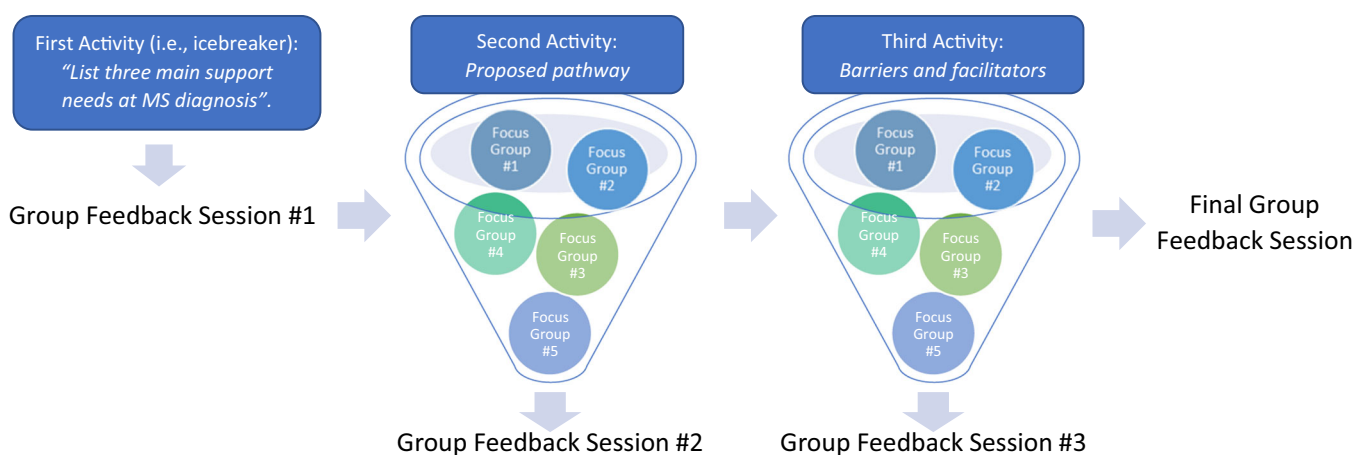 First Activity (i.e., icebreaker):
“List three main support
needs at MS diagnosis”.
Group Feedback Session #1
Second Activity:
Proposed pathway
Focus
Group
#1
Focus
Group
#2
Focus
Group
#4
Focus
Group
#3
Focus
Group
#5
Group Feedback Session #2
Third Activity:
Barriers and facilitators
Focus
Group
#1
Focus
Group
#2
Focus
Group
#4
Focus
Group
#3
Focus
Group
#5
Group Feedback Session #3
Final Group
Feedback Session